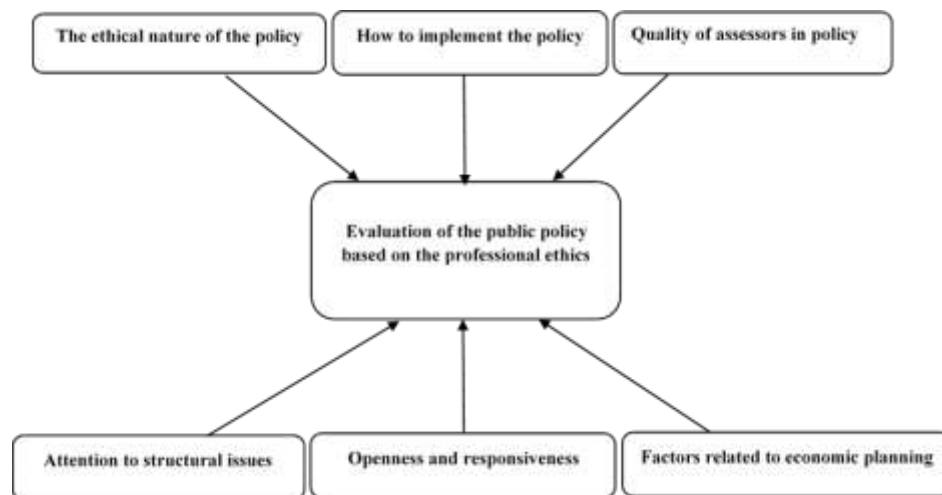 The ethical nature of the policy
How to implement the policy
Quality of assessors in policy
Evaluation of the public policy
based on the professional ethics
Attention to structural issues
Openness and responsiveness
Factors related to economic planning